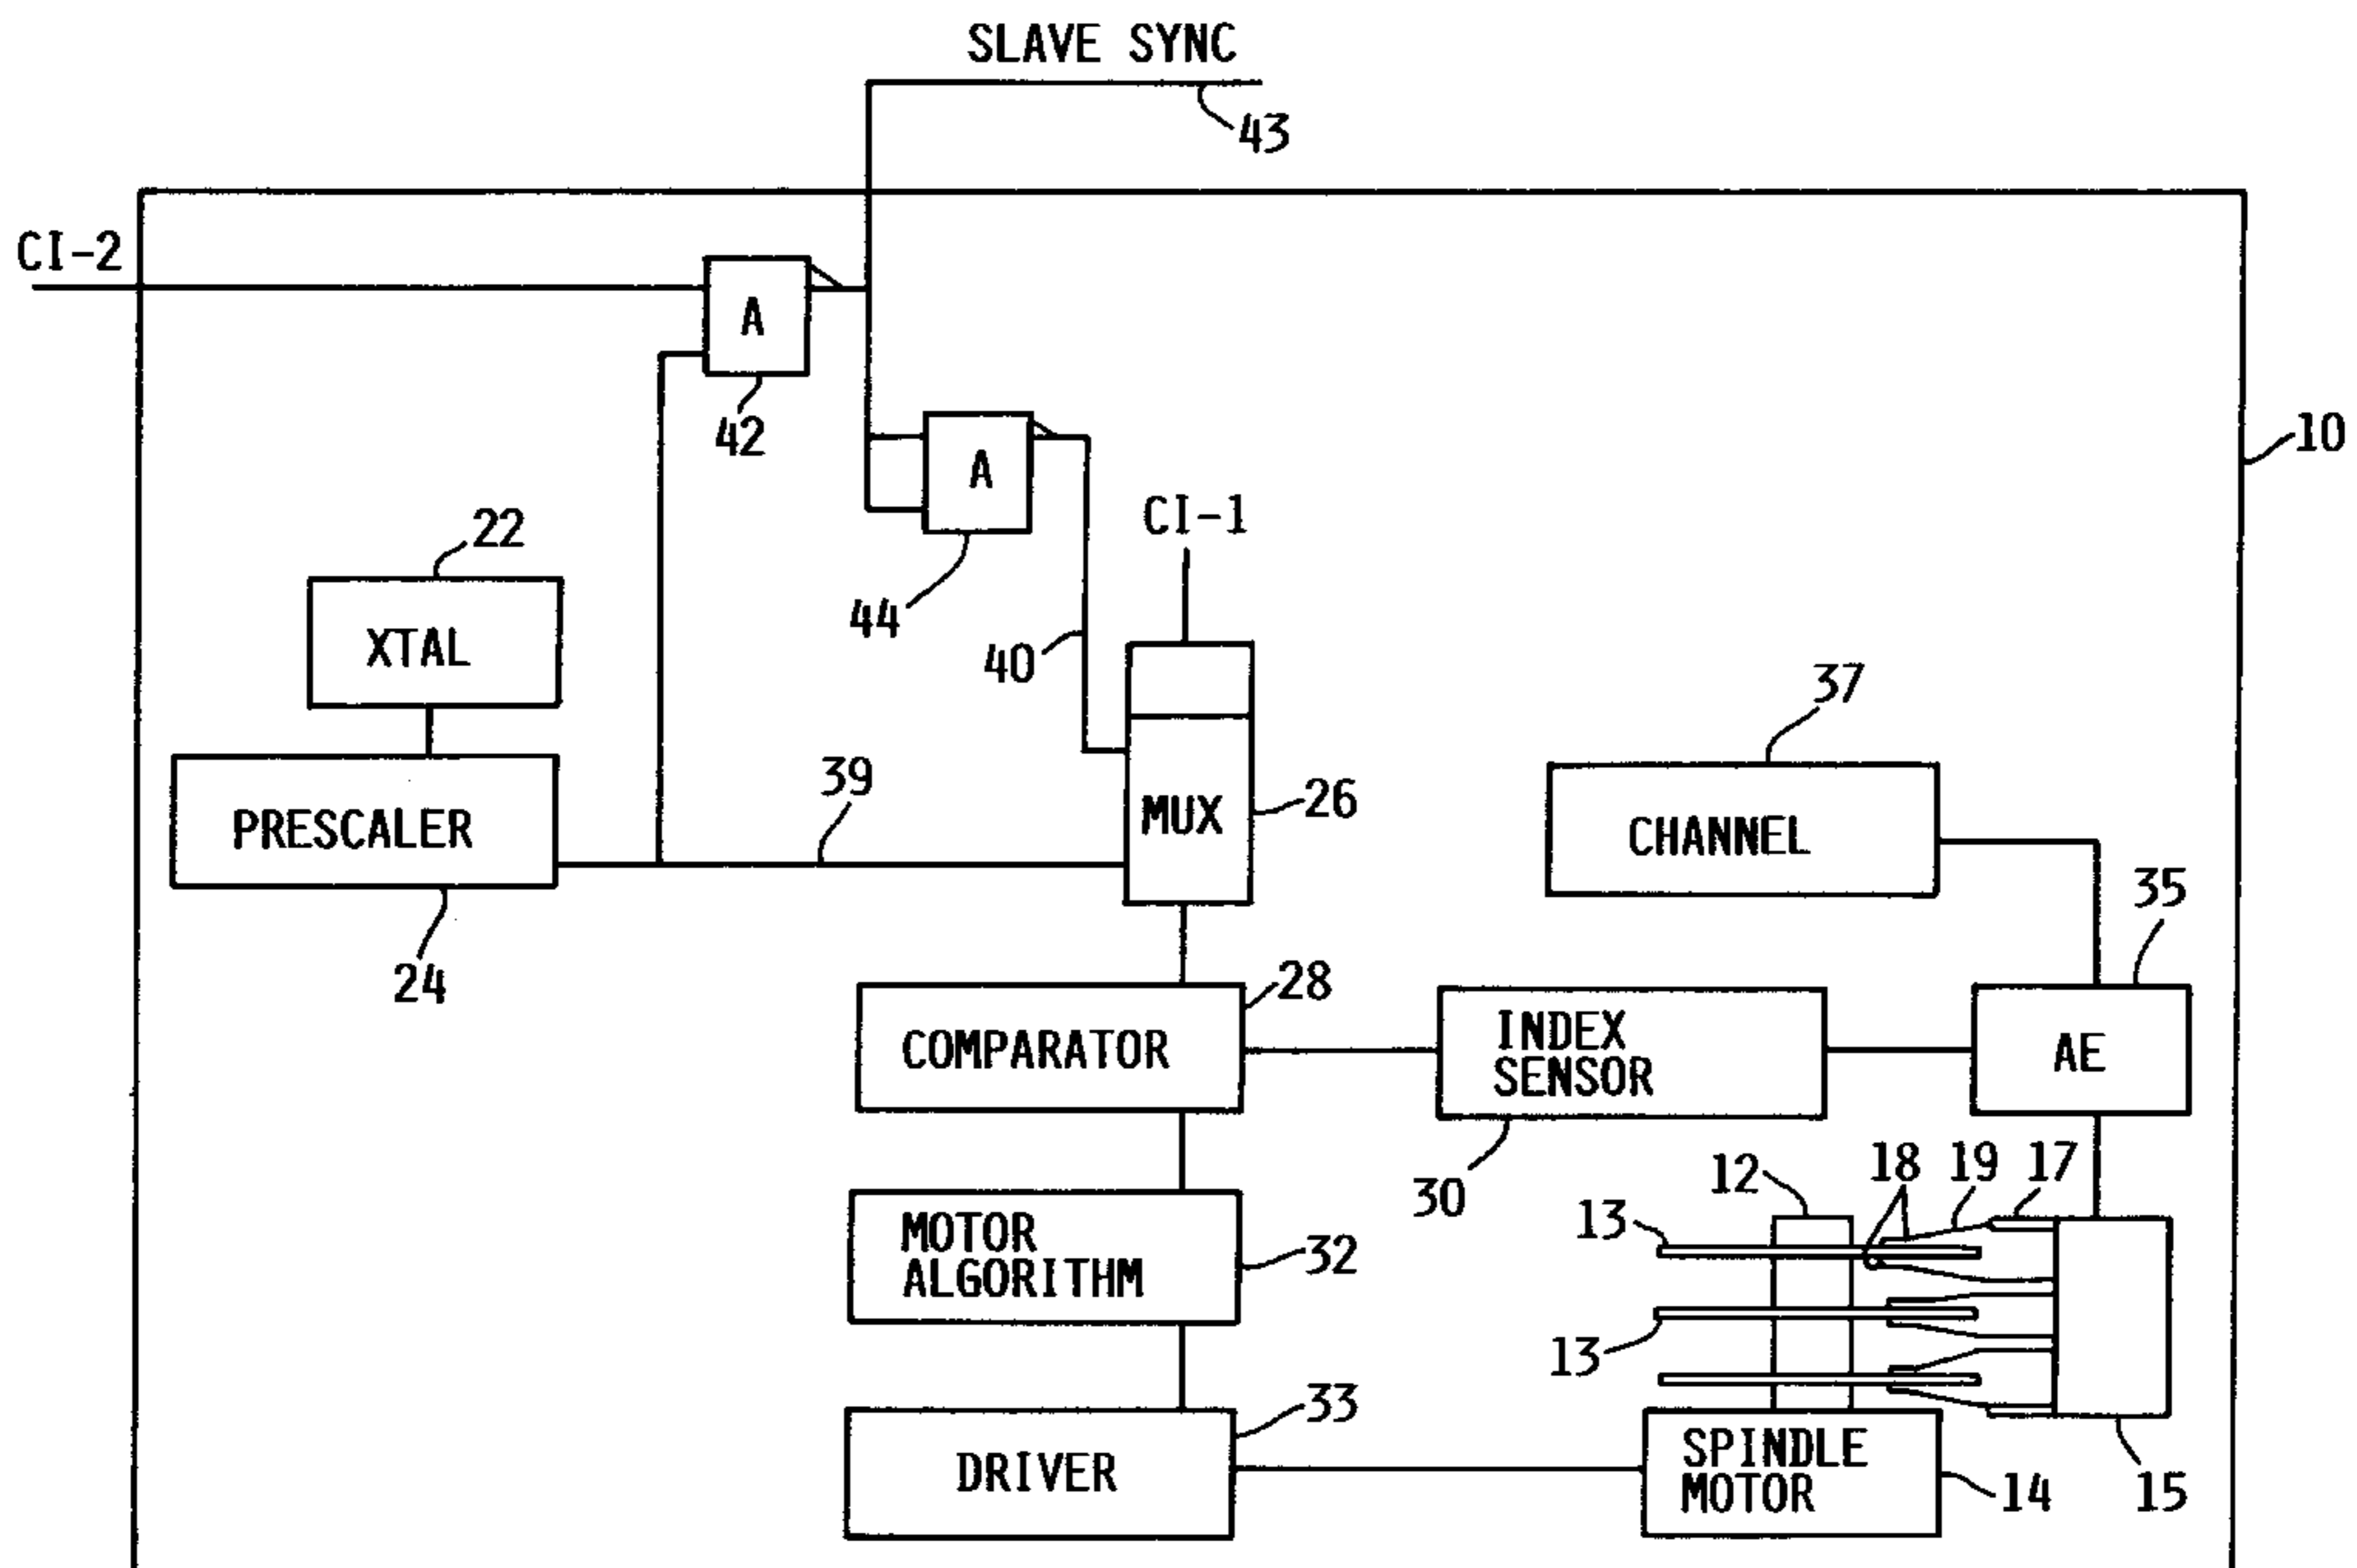 SLAVE SYNC
43
CI-2
A
42
10
A
44
CI-1
22
XTAL
40
37
39
MUX
26
PRESCALER
CHANNEL
35
24
28
COMPARATOR
INDEX
SENSOR
AE
30
12
18
19
17
13
MOTOR
ALGORITHM
32
13
33
DRIVER
SPINDLE
MOTOR
14
15